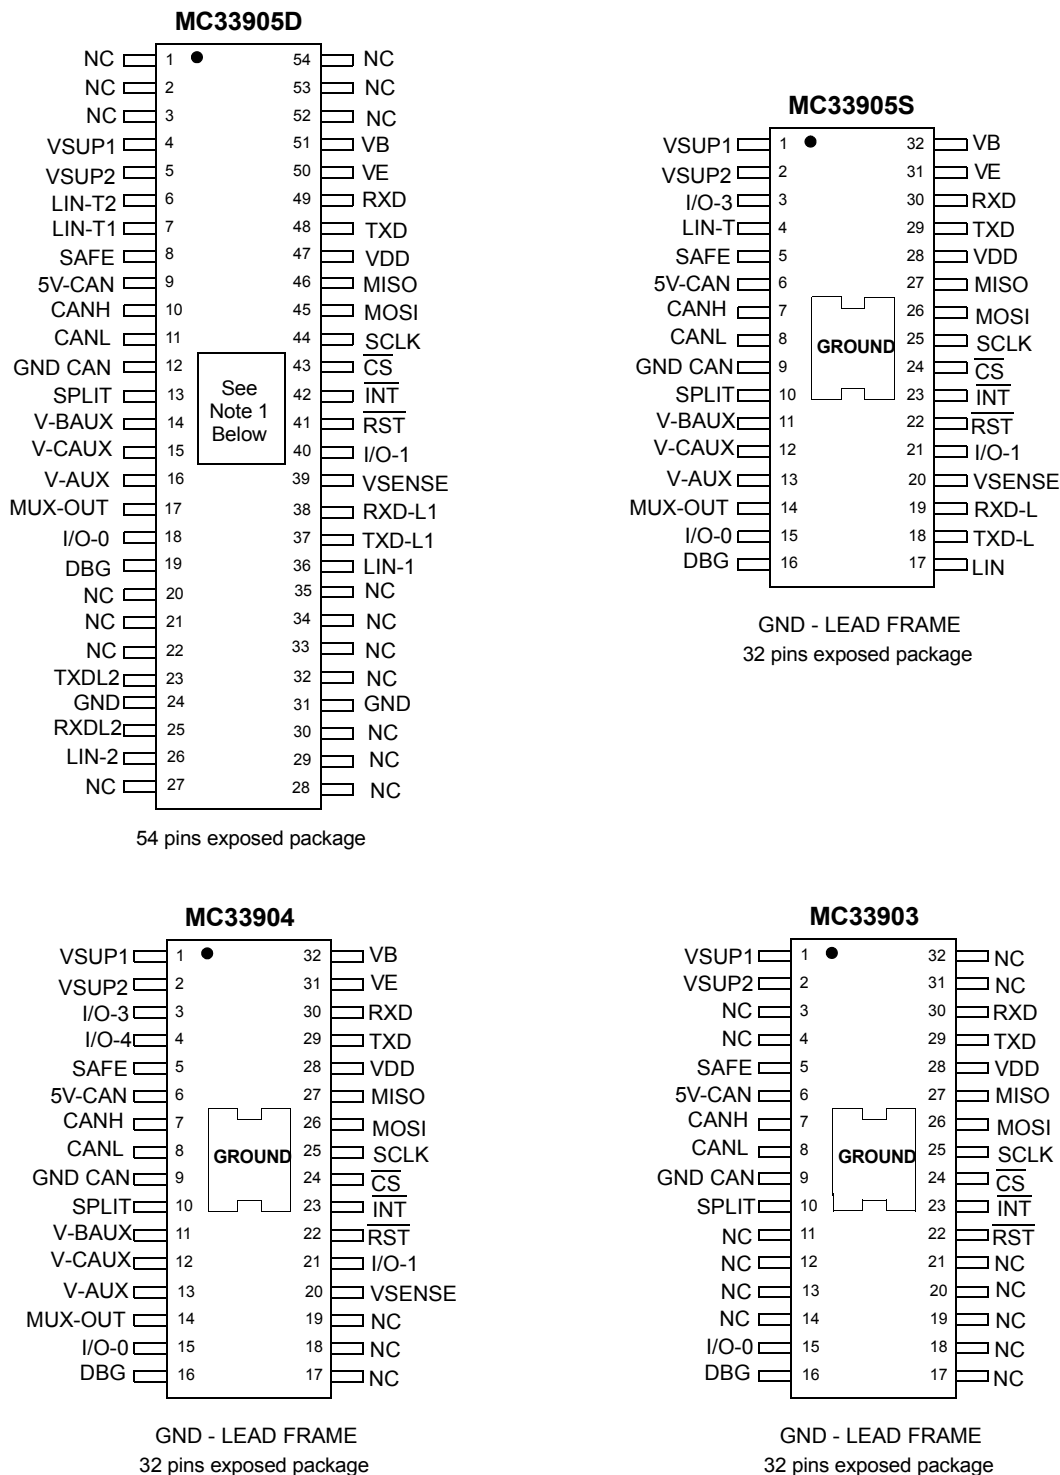 MC33905D
NC 1 54 NC
NC 2 53 NC
NC 3 52 NC
VSUP1 4 51 VB
VSUP2 5 50 VE
LIN-T2 6 49 RXD
LIN-T1 7 48 TXD
SAFE 8 47 VDD
5V-CAN 9 46 MISO
CANH 10 45 MOSI
CANL 11 44 SCLK
GND CAN 12 43 CS
SPLIT 13 42 INT
V-BAUX 14 41 RST
V-CAUX 15 40 I/O-1
V-AUX 16 39 VSENSE
MUX-OUT 17 38 RXD-L1
I/O-0 18 37 TXD-L1
DBG 19 36 LIN-1
NC 20 35 NC
NC 21 34 NC
NC 22 33 NC
TXDL2 23 32 NC
GND 24 31 GND
RXDL2 25 30 NC
LIN-2 26 29 NC
NC 27 28 NC
See
Note 1
Below
54 pins exposed package
MC33905S
VSUP1 1 32 VB
VSUP2 2 31 VE
I/O-3 3 30 RXD
LIN-T 4 29 TXD
SAFE 5 28 VDD
5V-CAN 6 27 MISO
CANH 7 26 MOSI
CANL 8 25 SCLK
GND CAN 9 24 CS
SPLIT 10 23 INT
V-BAUX 11 22 RST
V-CAUX 12 21 I/O-1
V-AUX 13 20 VSENSE
MUX-OUT 14 19 RXD-L
I/O-0 15 18 TXD-L
DBG 16 17 LIN
GROUND
GND - LEAD FRAME
32 pins exposed package
MC33904
VSUP1 1 32 VB
VSUP2 2 31 VE
I/O-3 3 30 RXD
I/O-4 4 29 TXD
SAFE 5 28 VDD
5V-CAN 6 27 MISO
CANH 7 26 MOSI
CANL 8 25 SCLK
GND CAN 9 24 CS
SPLIT 10 23 INT
V-BAUX 11 22 RST
V-CAUX 12 21 I/O-1
V-AUX 13 20 VSENSE
MUX-OUT 14 19 NC
I/O-0 15 18 NC
DBG 16 17 NC
GROUND
GND - LEAD FRAME
32 pins exposed package
MC33903
VSUP1 1 32 NC
VSUP2 2 31 NC
NC 3 30 RXD
NC 4 29 TXD
SAFE 5 28 VDD
5V-CAN 6 27 MISO
CANH 7 26 MOSI
CANL 8 25 SCLK
GND CAN 9 24 CS
SPLIT 10 23 INT
NC 11 22 RST
NC 12 21 NC
NC 13 20 NC
NC 14 19 NC
I/O-0 15 18 NC
DBG 16 17 NC
GROUND
GND - LEAD FRAME
32 pins exposed package